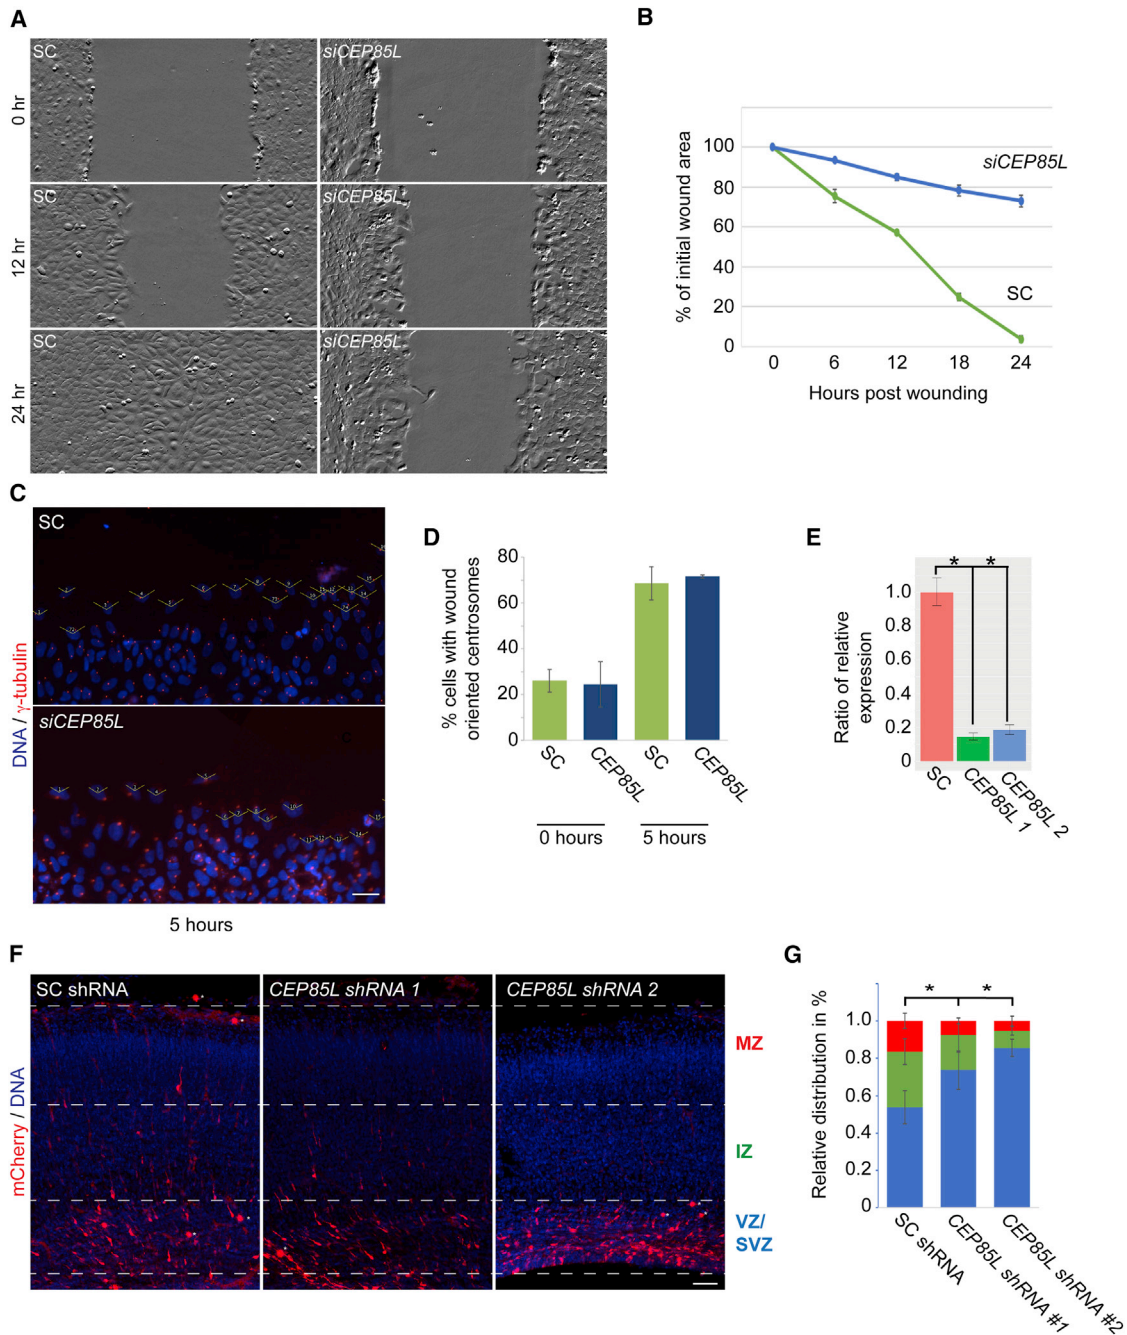 A
SC
siCEP85L
0 hr
SC
siCEP85L
12 hr
SC
siCEP85L
24 hr
B
% of initial wound area
100
80
60
40
20
0
siCEP85L
SC
0 6 12 18 24
Hours post wounding
C
SC
siCEP85L
DNA / γ-tubulin
5 hours
D
% cells with wound
oriented centrosomes
80
60
40
20
0
SC
CEP85L
SC
CEP85L
0 hours
5 hours
E
Ratio of relative
expression
* *
1.0
0.8
0.6
0.4
0.2
0
SC
CEP85L 1
CEP85L 2
F
SC shRNA
CEP85L shRNA 1
CEP85L shRNA 2
mCherry / DNA
MZ
IZ
VZ/
SVZ
G
Relative distribution in %
* *
1.0
0.8
0.6
0.4
0.2
0
SC shRNA
CEP85L shRNA #1
CEP85L shRNA #2